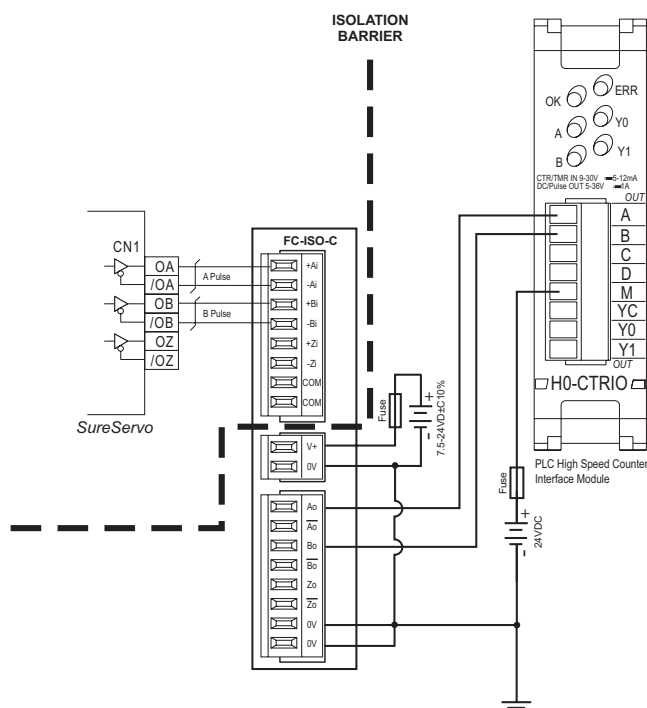 ISOLATION
BARRIER
OK
ERR
A
Y0
B
Y1
CTR/TMR IN 9-30V 5-12mA
DC/Pulse OUT 5-36V 1A
OUT
A
B
C
D
M
YC
Y0
Y1
OUT
H0-CTRIO
PLC High Speed Counter
Interface Module
CN1
OA
/OA
OB
/OB
OZ
/OZ
A Pulse
B Pulse
SureServo
FC-ISO-C
+Ai
-Ai
+Bi
-Bi
+Zi
-Zi
COM
COM
V+
0V
Ao
Ao
Bo
Bo
Zo
Zo
0V
0V
Fuse
+
-
7.5-24VD±C10%
Fuse
+
-
24VDC